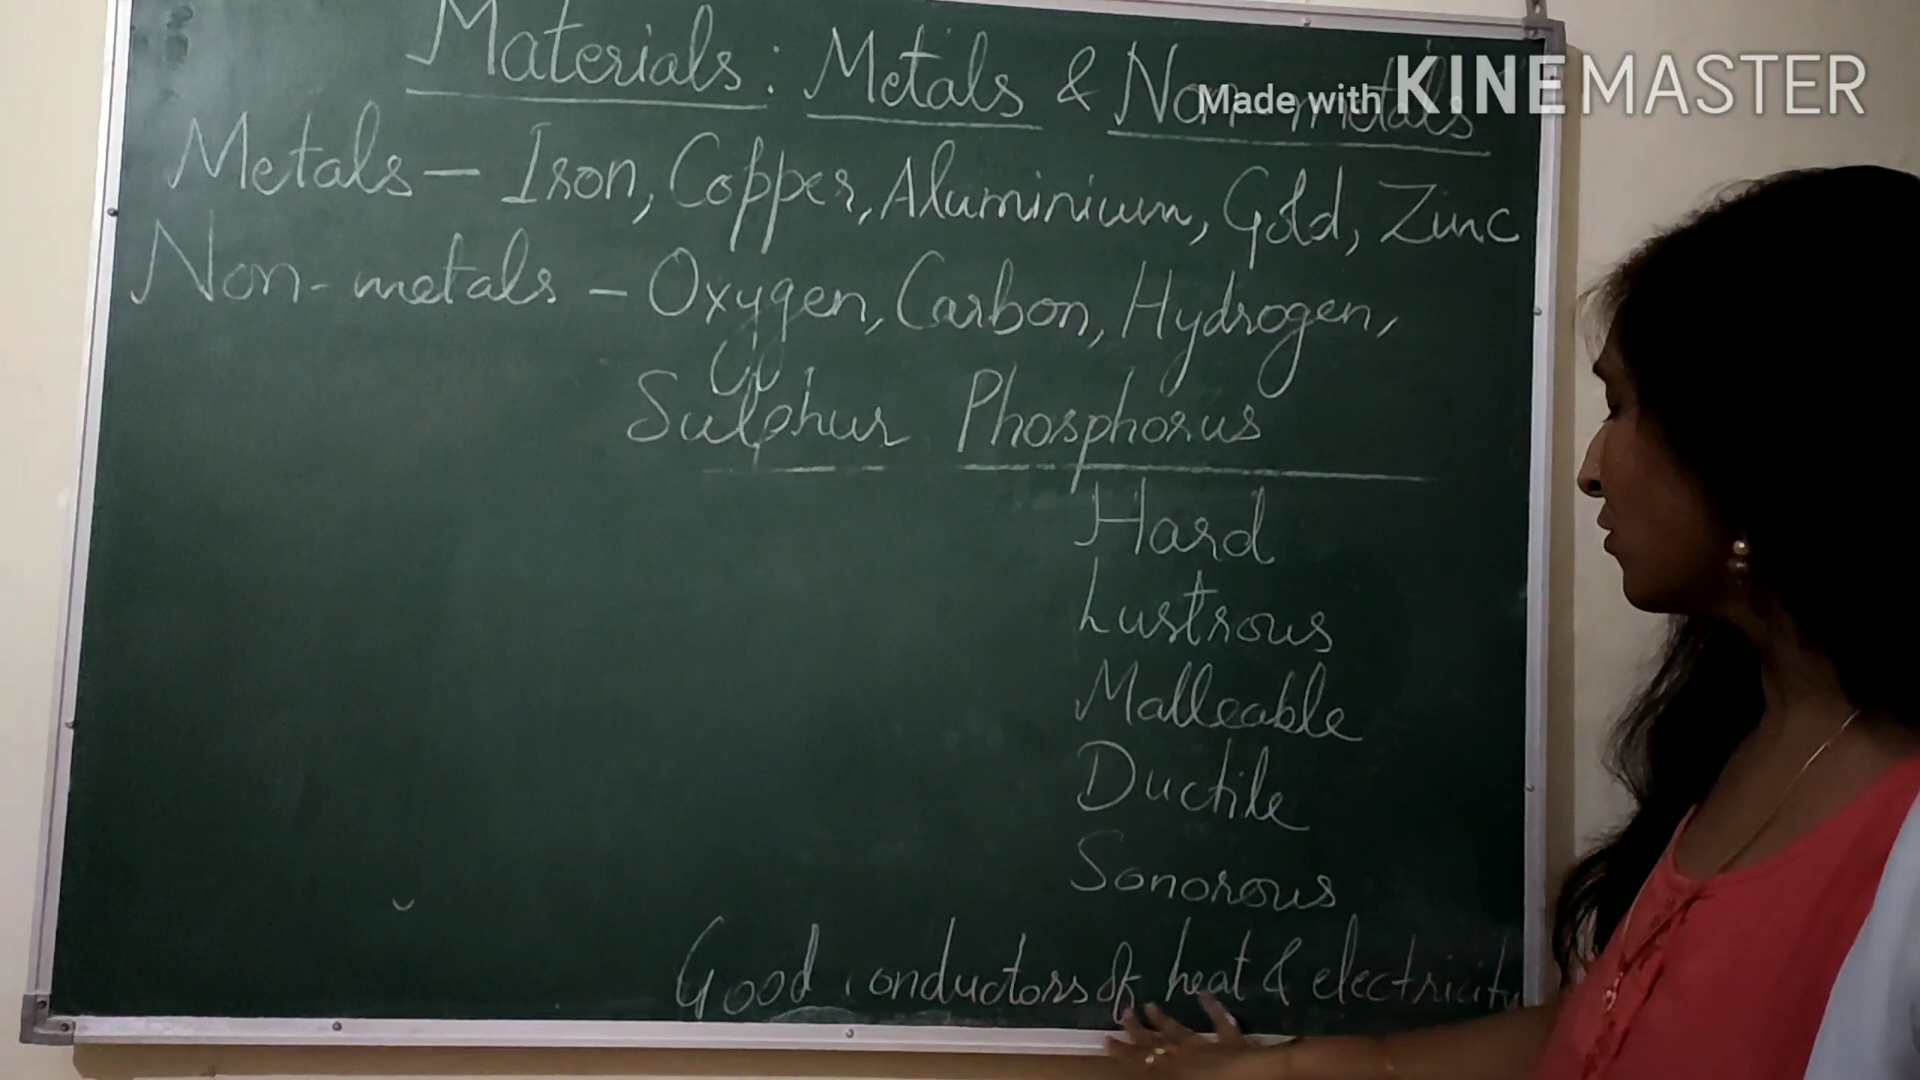 Materials : Metals & Non-metals
Made with KINEMASTER
Metals – Iron, Copper, Aluminium, Gold, Zinc
Non-metals – Oxygen, Carbon, Hydrogen,
Sulphur Phosphorus
Hard
Lustrous
Malleable
Ductile
Sonorous
Good onductors of heat & electricity